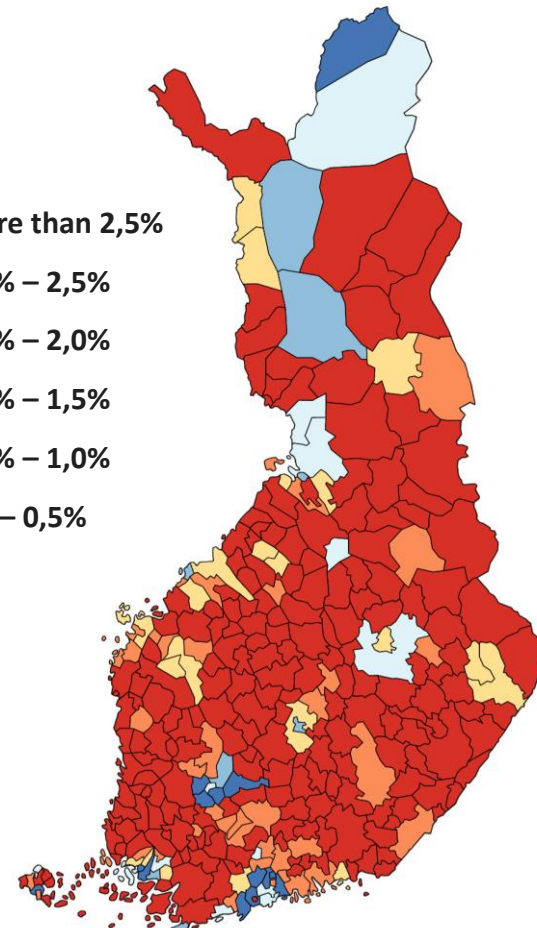 re than 2,5%
% – 2,5%
% – 2,0%
% – 1,5%
% – 1,0%
– 0,5%